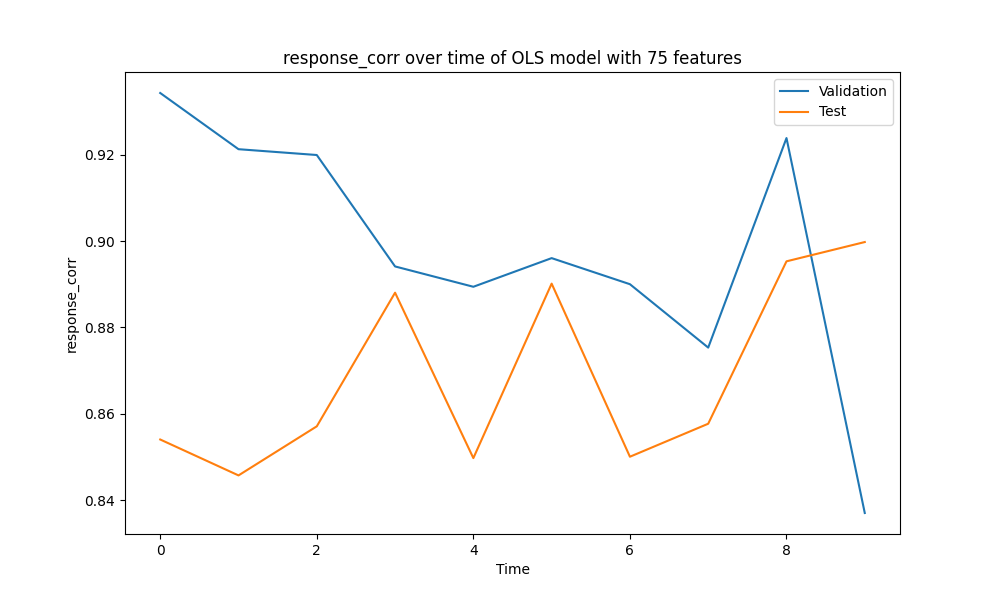 response_corr over time of OLS model with 75 features
Validation
Test
0.92
0.90
0.88
0.86
0.84
response_corr
0
2
4
6
8
Time